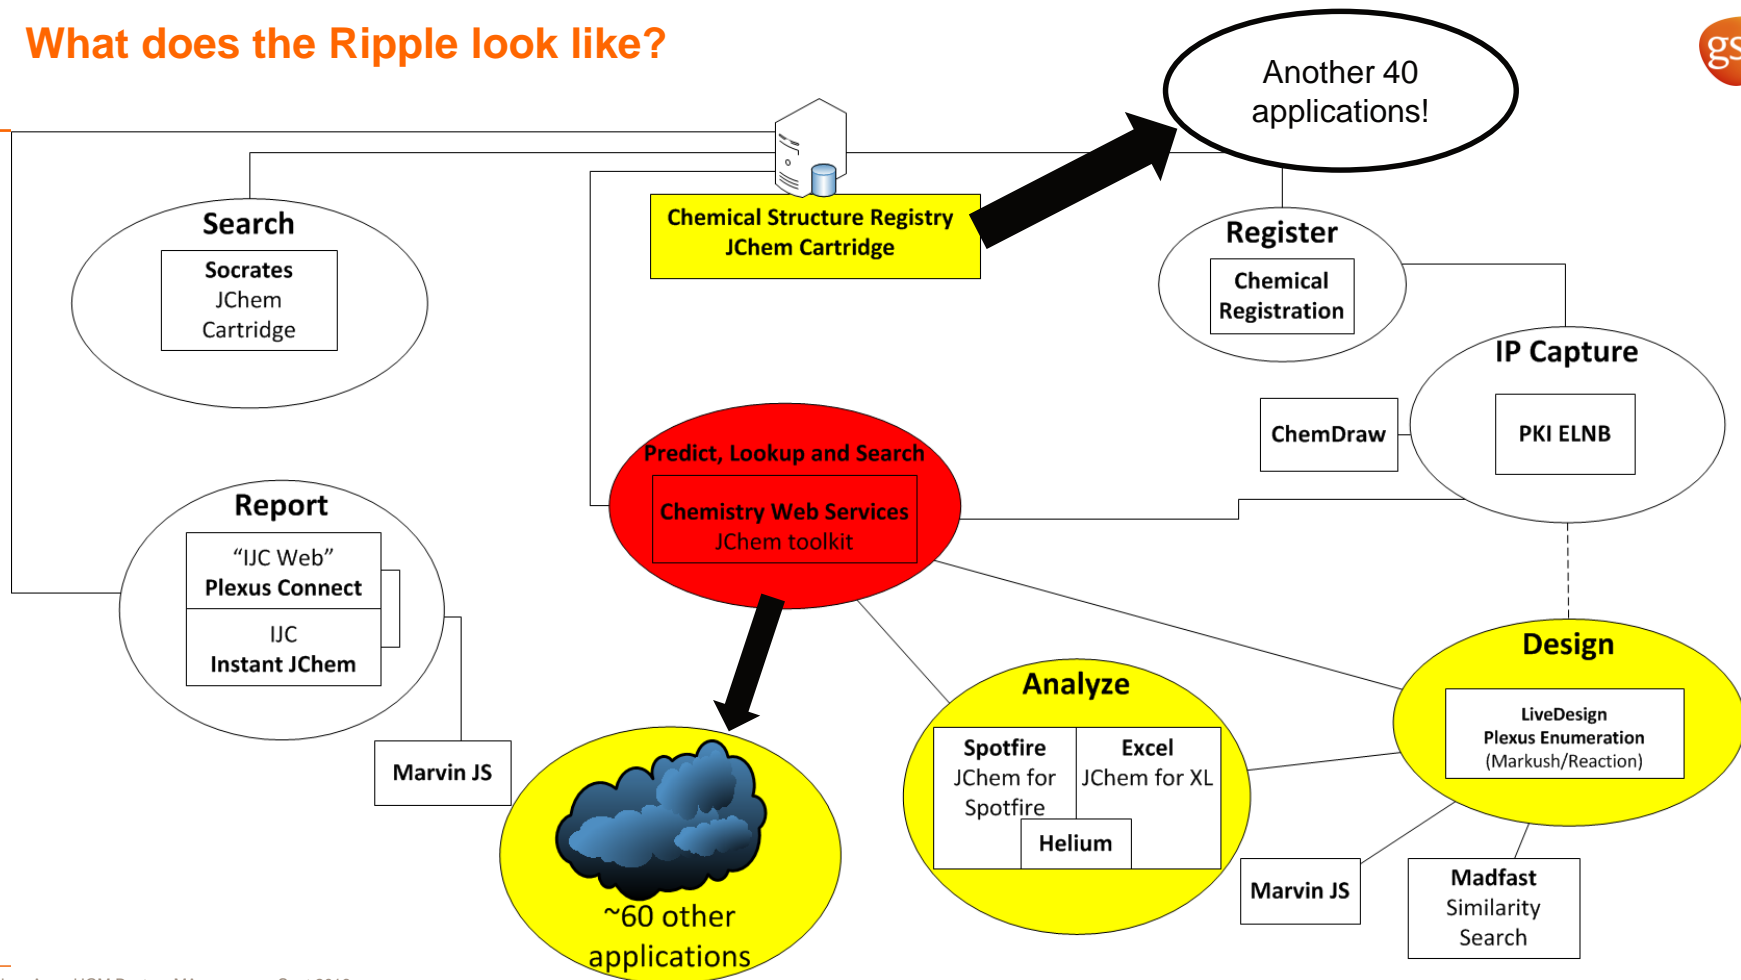 What does the Ripple look like?
gs
Another 40
applications!
Chemical Structure Registry
JChem Cartridge
Search
Socrates
JChem
Cartridge
Register
Chemical
Registration
IP Capture
ChemDraw
PKI ELNB
Predict, Lookup and Search
Chemistry Web Services
JChem toolkit
Report
“IJC Web”
Plexus Connect
IJC
Instant JChem
Marvin JS
Design
LiveDesign
Plexus Enumeration
(Markush/Reaction)
Analyze
Spotfire
JChem for
Spotfire
Excel
JChem for XL
Helium
Marvin JS
Madfast
Similarity
Search
~60 other
applications